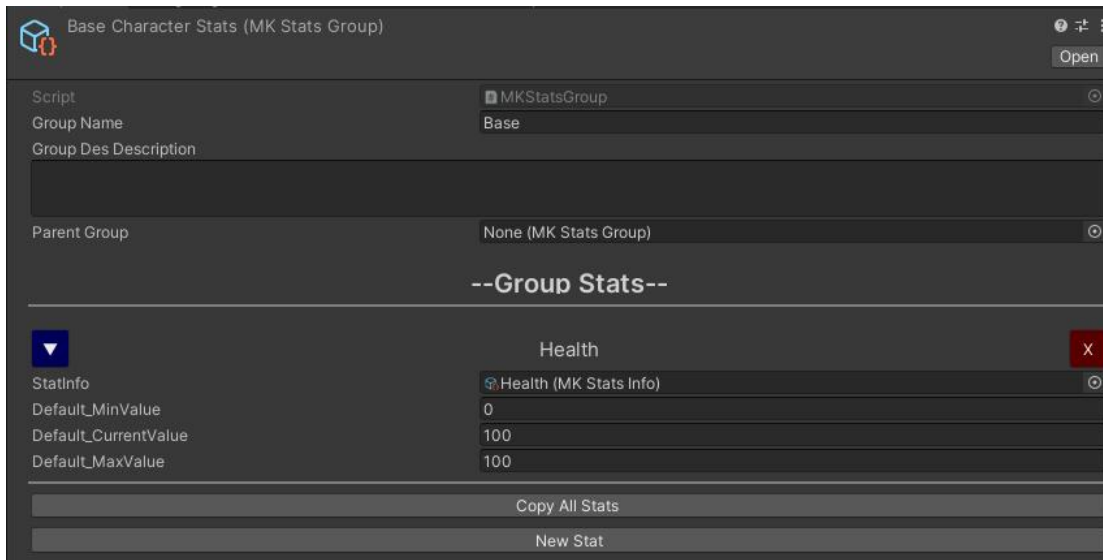 Base Character Stats (MK Stats Group)
Open
Script MKStatsGroup
Group Name Base
Group Des Description
Parent Group None (MK Stats Group)
--Group Stats--
Health X
StatInfo Health (MK Stats Info)
Default_MinValue 0
Default_CurrentValue 100
Default_MaxValue 100
Copy All Stats
New Stat